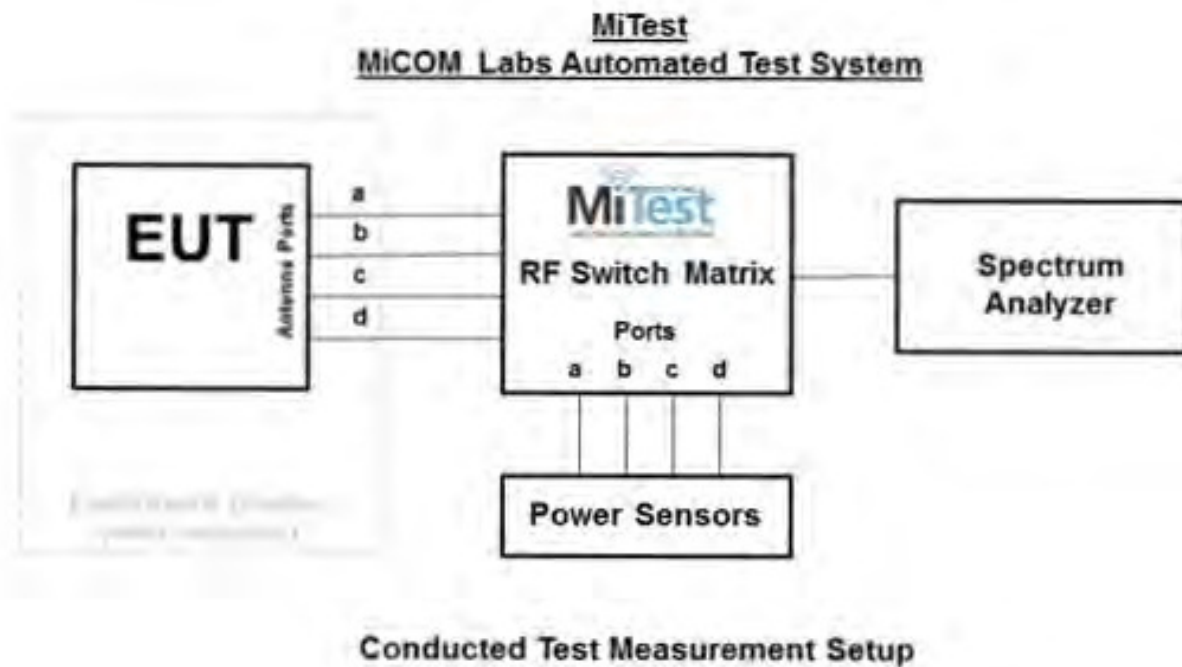 MiTest
MiCOM Labs Automated Test System
EUT
Antenna Ports
a
b
c
d
MiTest
RF Switch Matrix
Ports
a b c d
Spectrum
Analyzer
Power Sensors
Conducted Test Measurement Setup